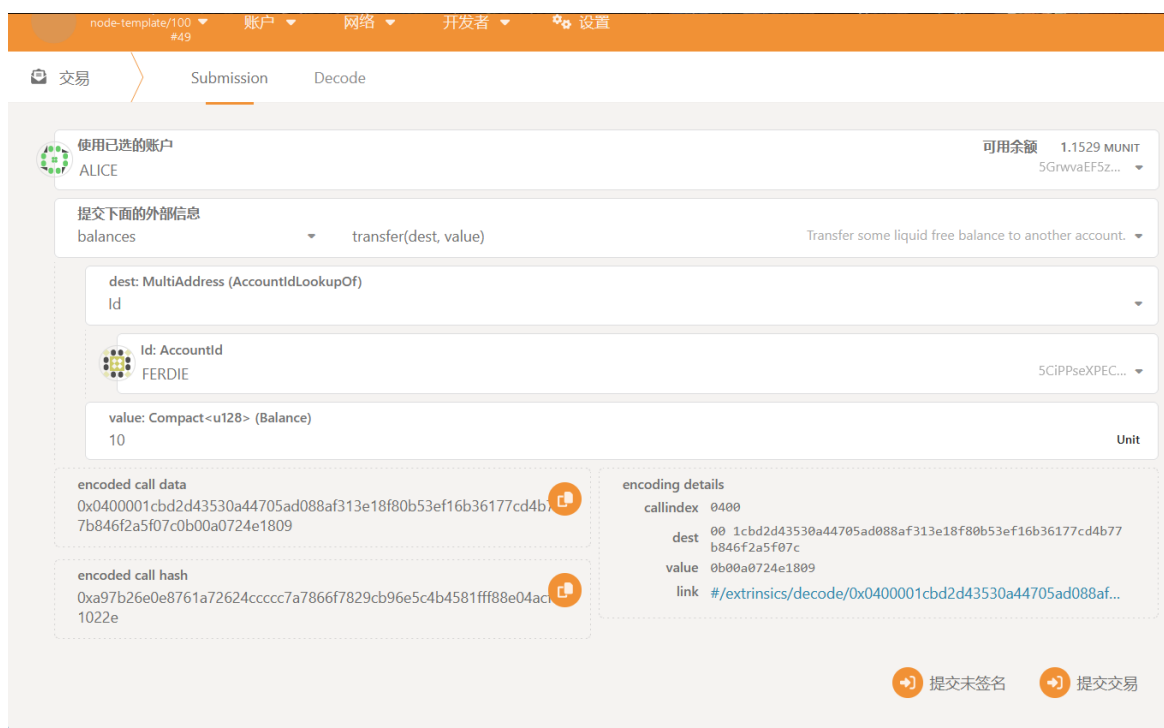 node-template/100
#49
账户
网络
开发者
设置
交易
Submission
Decode
使用已选的账户
ALICE
可用余额 1.1529 MUNIT
5GrwvaEF5z...
提交下面的外部信息
balances
transfer(dest, value)
Transfer some liquid free balance to another account.
dest: MultiAddress (AccountIdLookupOf)
Id
Id: AccountId
FERDIE
5CiPPseXPEC...
value: Compact<u128> (Balance)
10
Unit
encoded call data
0x0400001cbd2d43530a44705ad088af313e18f80b53ef16b36177cd4b
7b846f2a5f07c0b00a0724e1809
encoded call hash
0xa97b26e0e8761a72624ccccc7a7866f7829cb96e5c4b4581fff88e04ac
1022e
encoding details
callindex 0400
dest 00 1cbd2d43530a44705ad088af313e18f80b53ef16b36177cd4b77
b846f2a5f07c
value 0b00a0724e1809
link #/extrinsics/decode/0x0400001cbd2d43530a44705ad088af...
提交未签名
提交交易